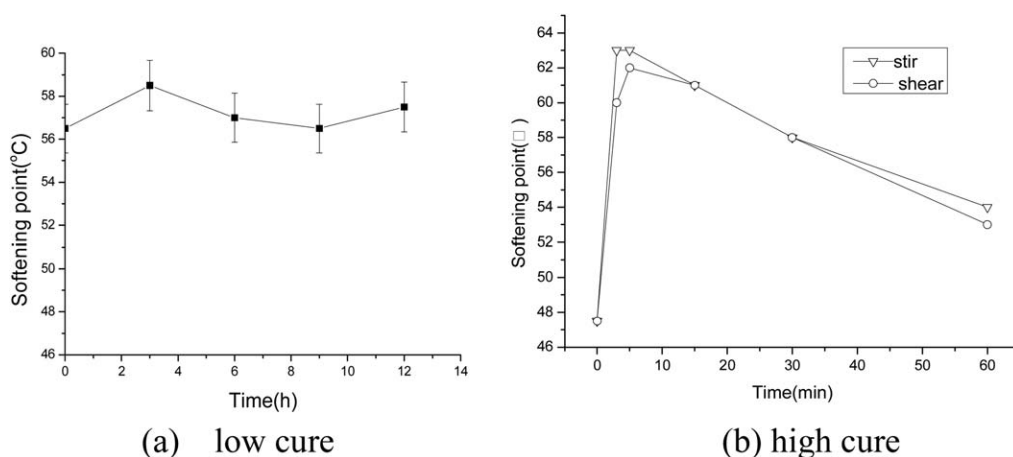 60
58
56
54
52
50
48
46
Softening point(°C)
0 2 4 6 8 10 12 14
Time(h)
(a) low cure
64
62
60
58
56
54
52
50
48
46
Softening point(□)
stir
shear
0 10 20 30 40 50 60
Time(min)
(b) high cure